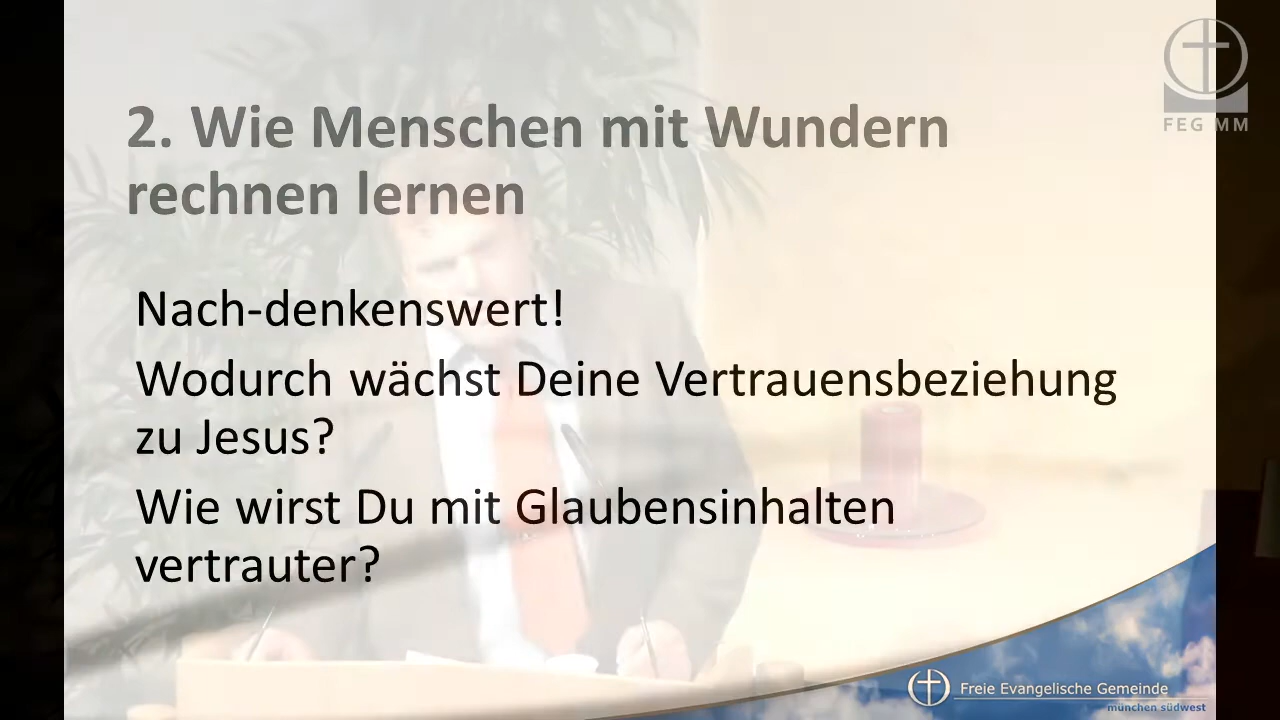 FEG MM
2. Wie Menschen mit Wundern
rechnen lernen
Nach-denkenswert!
Wodurch wächst Deine Vertrauensbeziehung
zu Jesus?
Wie wirst Du mit Glaubensinhalten
vertrauter?
Freie Evangelische Gemeinde
münchen südwest